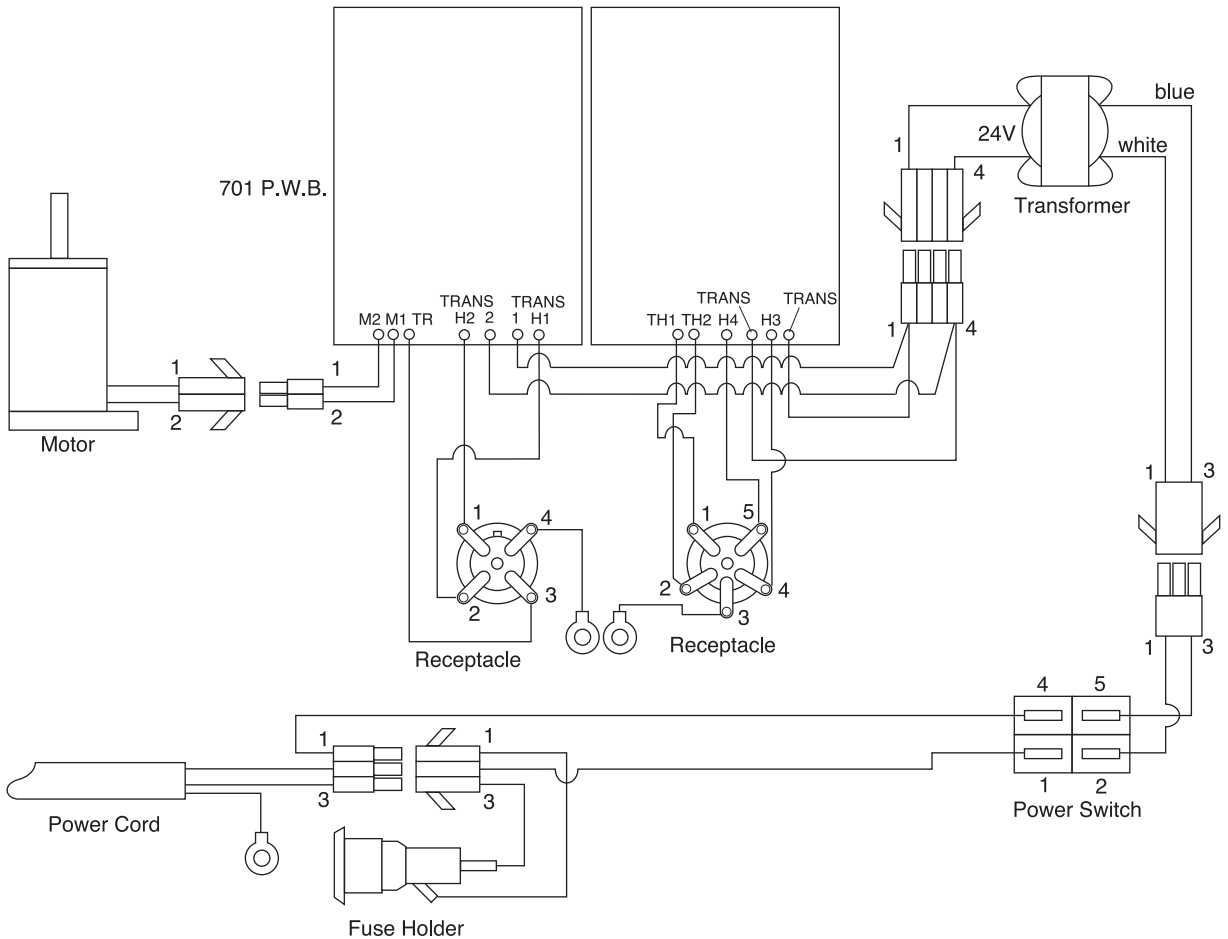 blue
24V
1
white
4
701 P.W.B.
Transformer
TRANS TRANS
M2 M1 TR H2 2 1 H1
TRANS TRANS
TH1 TH2 H4 H3
1 4
1 1
2 2
Motor
1 3
1 4
2 3
Receptacle
1 5
2 4
3
Receptacle
1 3
4 5
1 2
Power Switch
1 1
3 3
Power Cord
Fuse Holder